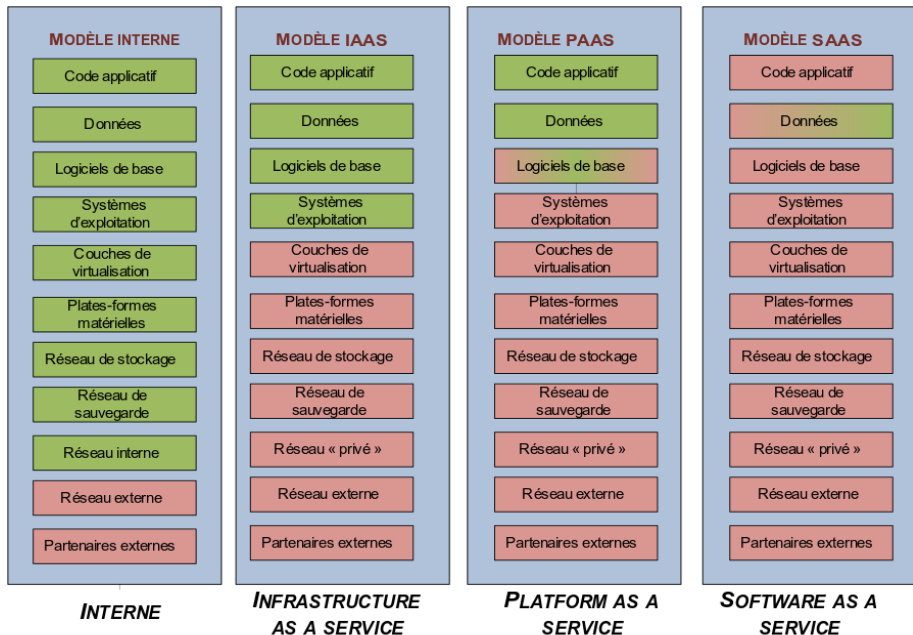 MODÈLE INTERNE
Code applicatif
Données
Logiciels de base
Systèmes
d'exploitation
Couches de
virtualisation
Plates-formes
matérielles
Réseau de stockage
Réseau de
sauvegarde
Réseau interne
Réseau externe
Partenaires externes
INTERNE
MODÈLE IAAS
Code applicatif
Données
Logiciels de base
Systèmes
d'exploitation
Couches de
virtualisation
Plates-formes
matérielles
Réseau de stockage
Réseau de
sauvegarde
Réseau « privé »
Réseau externe
Partenaires externes
INFRASTRUCTURE
AS A SERVICE
MODÈLE PAAS
Code applicatif
Données
Logiciels de base
Systèmes
d'exploitation
Couches de
virtualisation
Plates-formes
matérielles
Réseau de stockage
Réseau de
sauvegarde
Réseau « privé »
Réseau externe
Partenaires externes
PLATFORM AS A
SERVICE
MODÈLE SAAS
Code applicatif
Données
Logiciels de base
Systèmes
d'exploitation
Couches de
virtualisation
Plates-formes
matérielles
Réseau de stockage
Réseau de
sauvegarde
Réseau « privé »
Réseau externe
Partenaires externes
SOFTWARE AS A
SERVICE